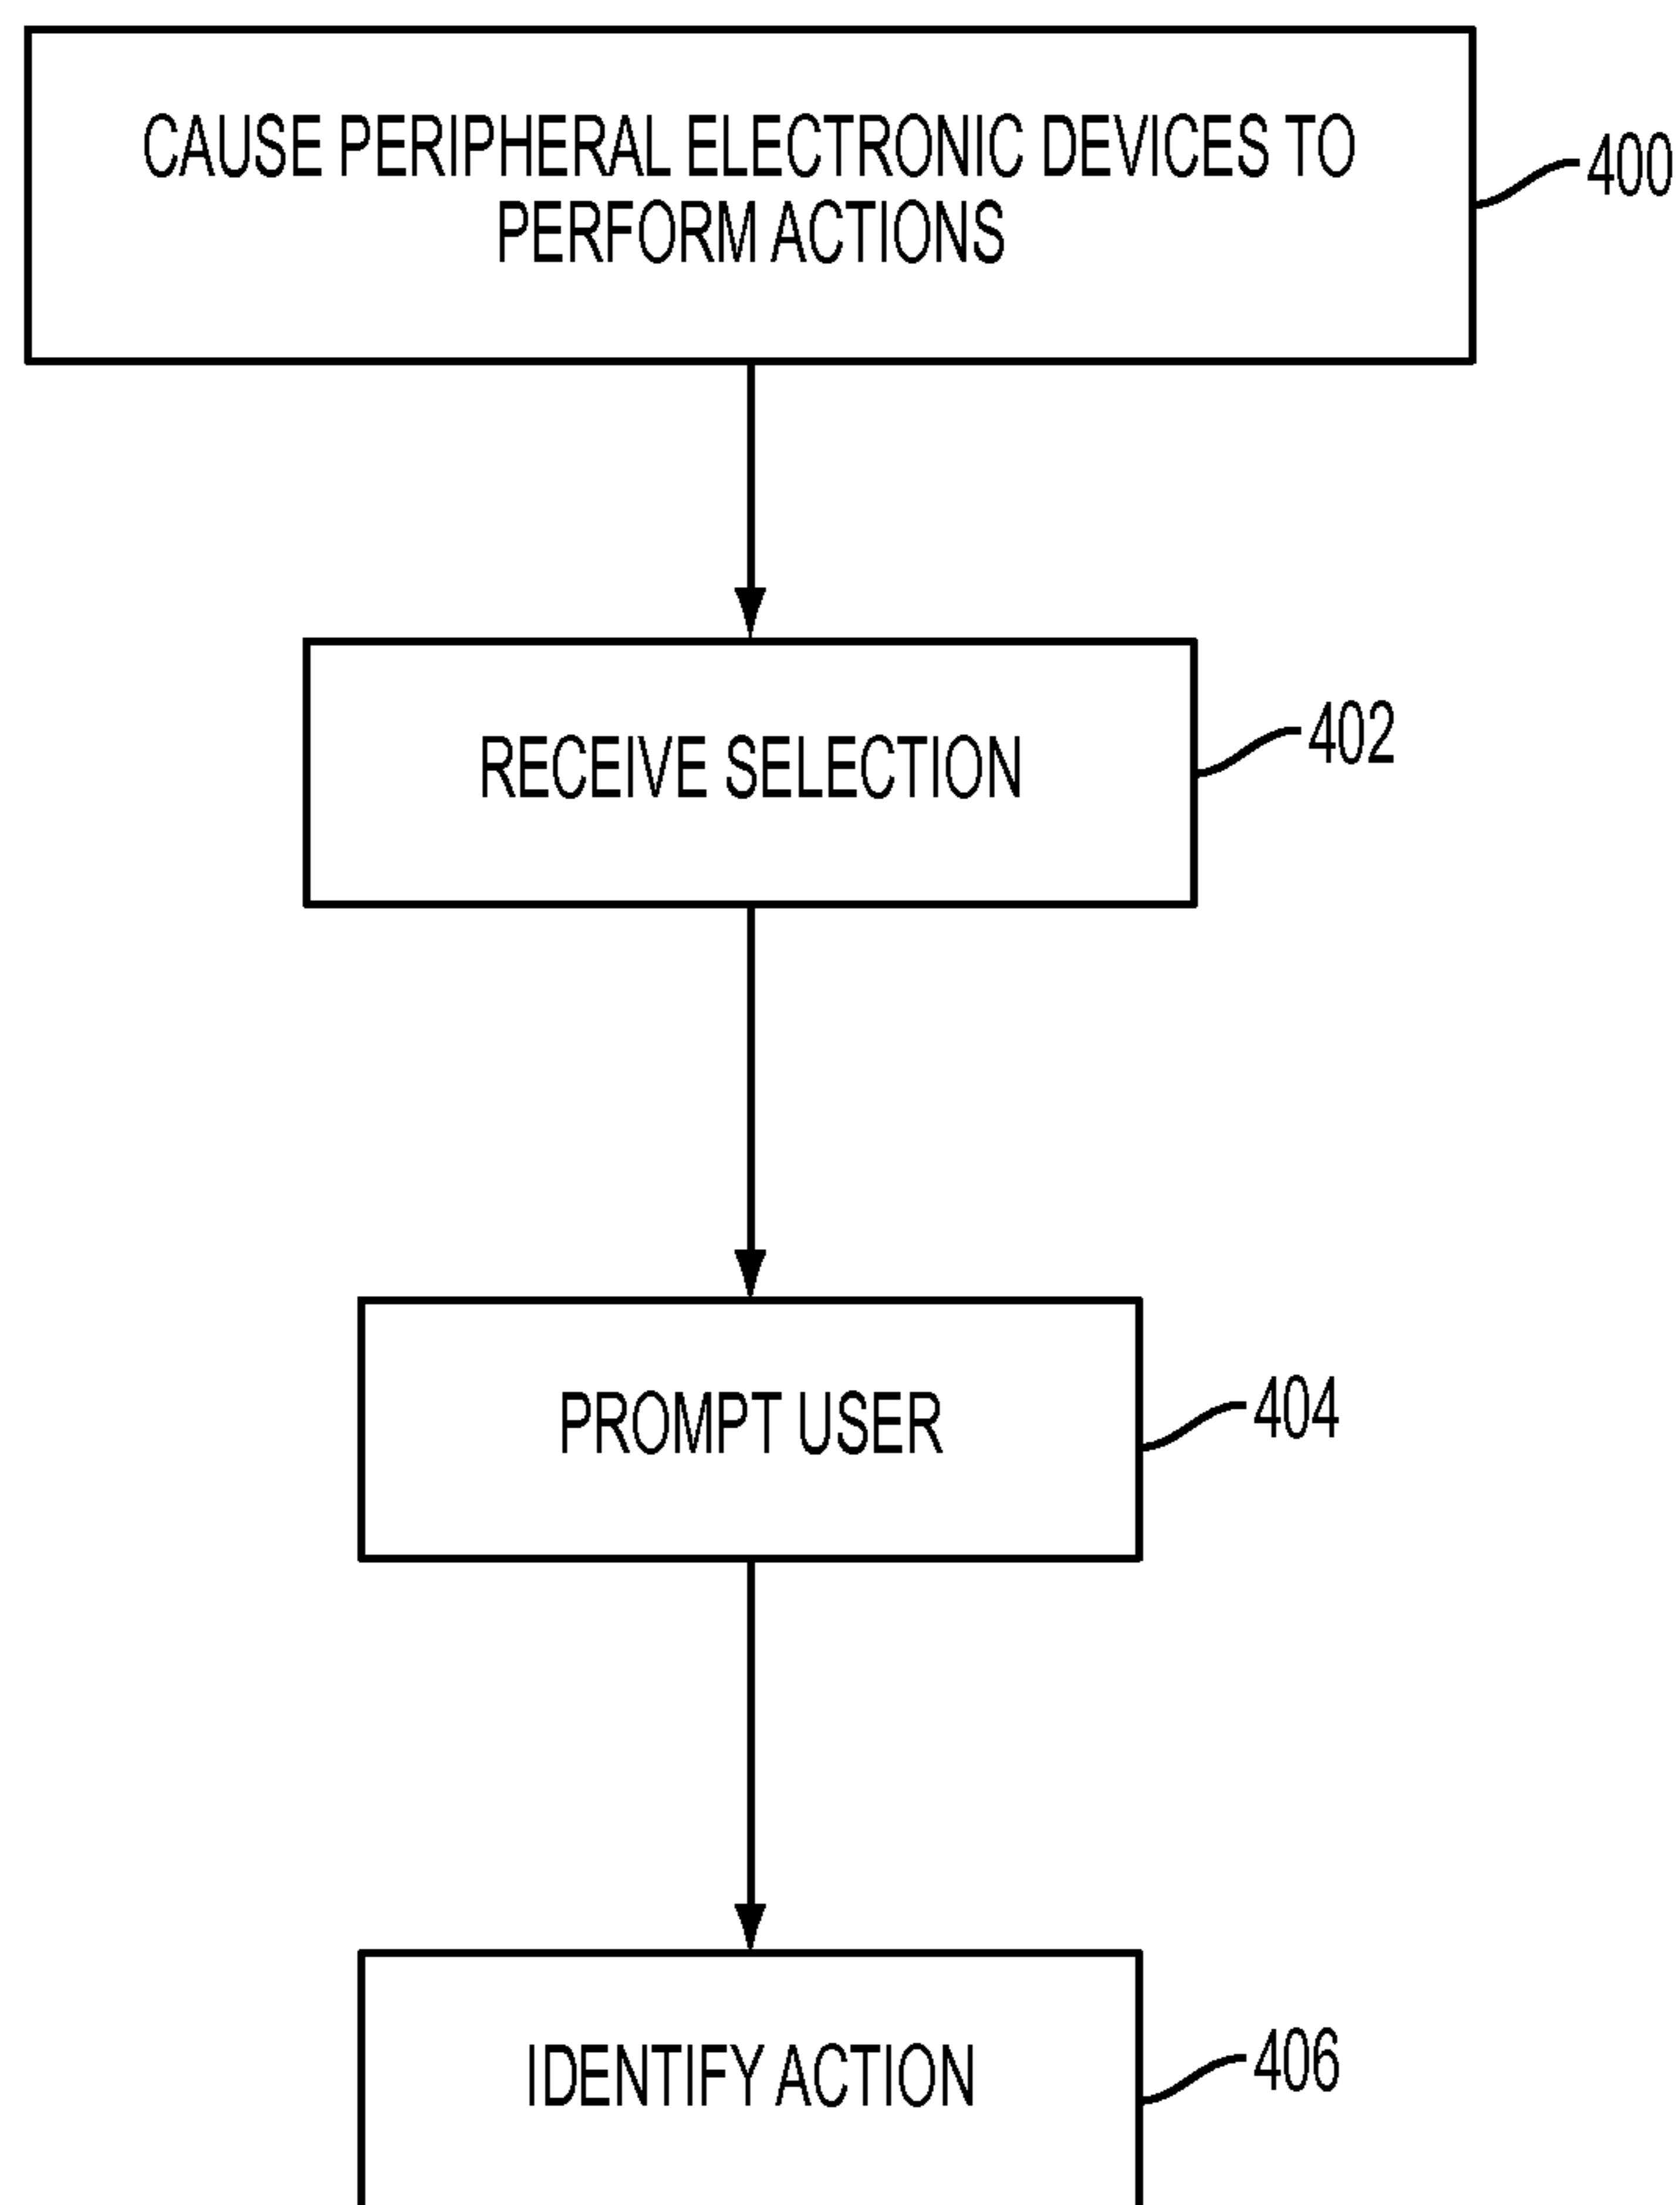 CAUSE PERIPHERAL ELECTRONIC DEVICES TO
PERFORM ACTIONS
400
RECEIVE SELECTION
402
PROMPT USER
404
IDENTIFY ACTION
406